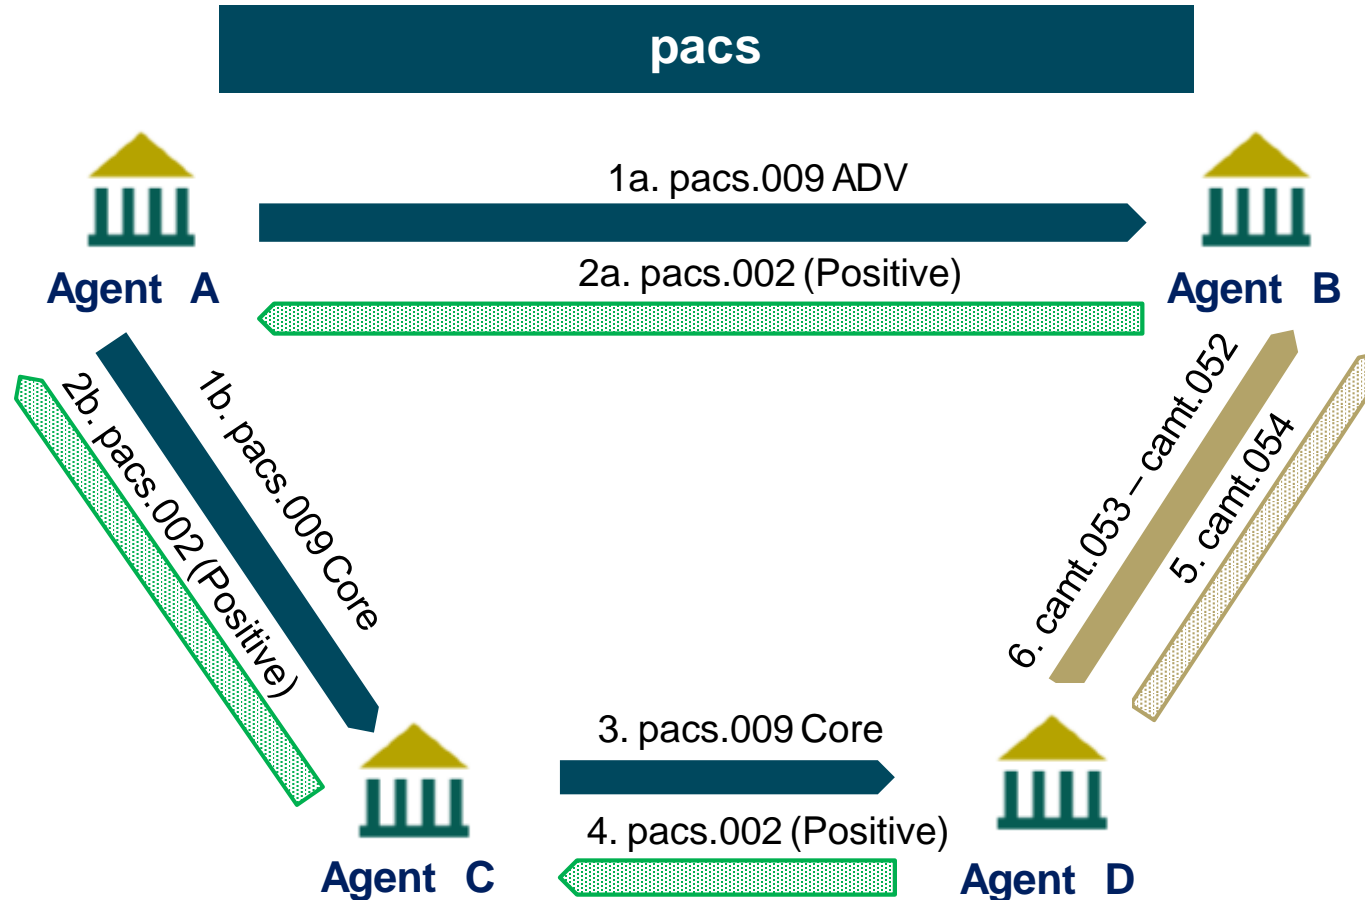 pacs
1a. pacs.009 ADV
2a. pacs.002 (Positive)
Agent A
Agent B
1b. pacs.009 Core
2b. pacs.002 (Positive)
6. camt.053 – camt.052
5. camt.054
3. pacs.009 Core
4. pacs.002 (Positive)
Agent C
Agent D